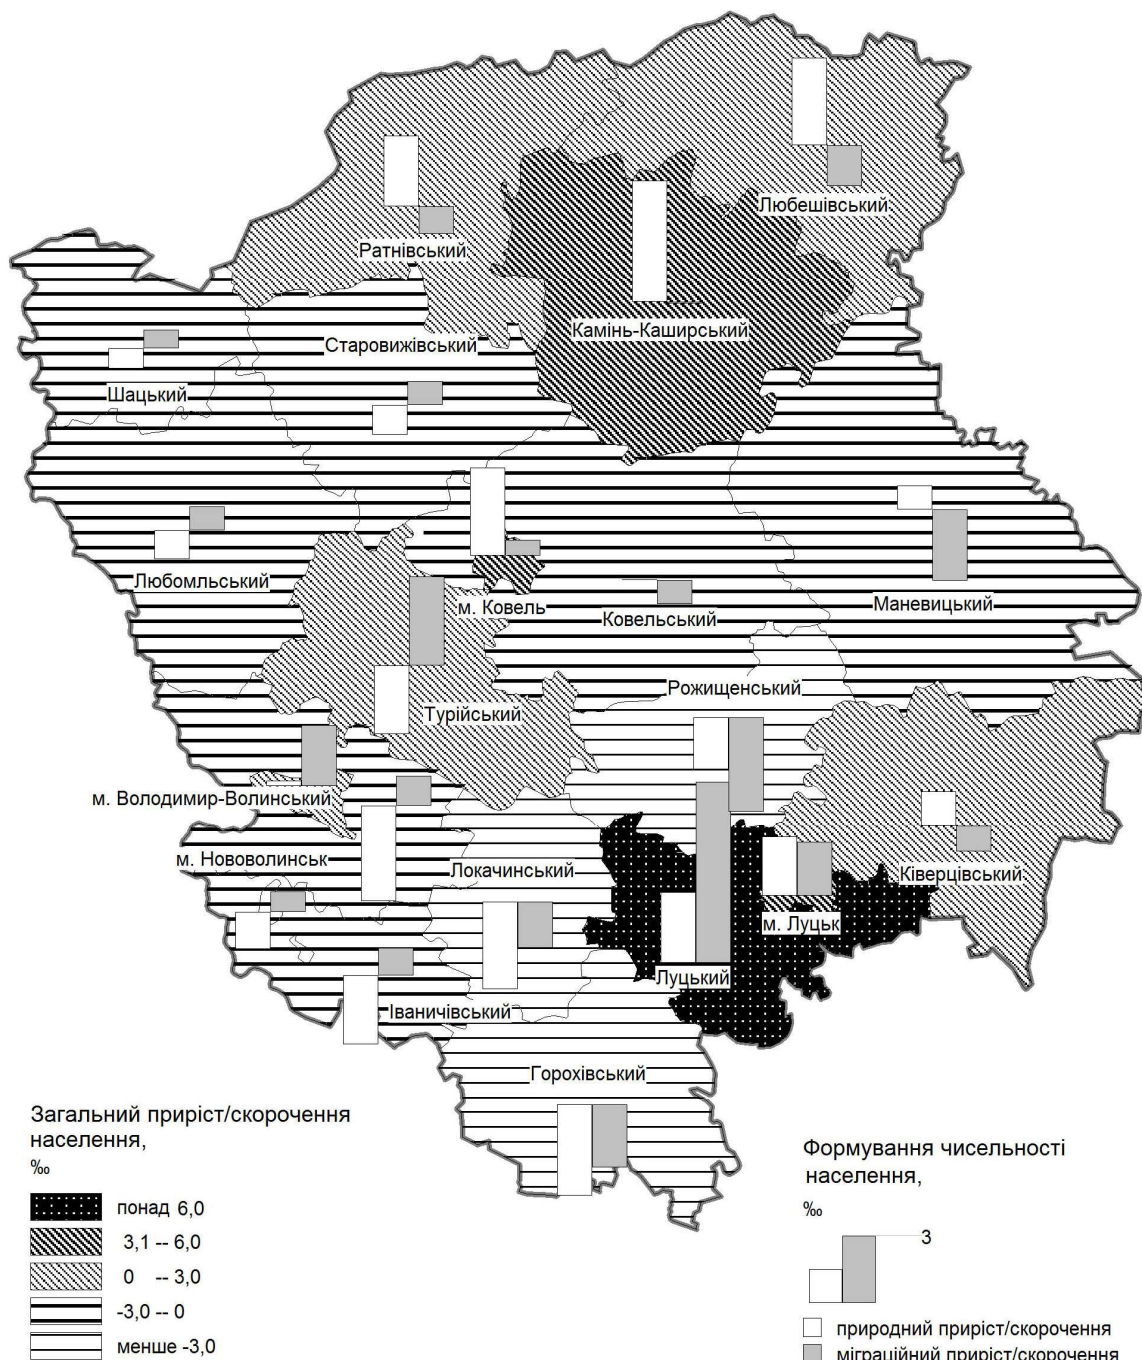 Любешівський
Ратнівський
Камінь-Каширський
Старовижівський
Шацький
Любомльський
м. Ковель
Ковельський
Маневицький
Рожищенський
Турійський
м. Володимир-Волинський
м. Нововолинськ
Локачинський
Ківерцівський
м. Луцьк
Луцький
Іваничівський
Горохівський
Загальний приріст/скорочення
населення,
‰
понад 6,0
3,1 -- 6,0
0 -- 3,0
-3,0 -- 0
менше -3,0
Формування чисельності
населення,
‰
3
природний приріст/скорочення
міграційний приріст/скорочення